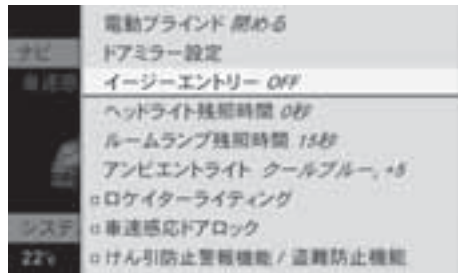 電動ブラインド 閉める
ナビ
ドアミラー設定
車速感
イージーエントリー OFF
ヘッドライト残照時間 0秒
ルームランプ残照時間 15秒
アンビエントライト クールブルー, +5
ロケイターライティング
システ
車速感応ドアロック
22℃
けん引防止警報機能 / 盗難防止機能